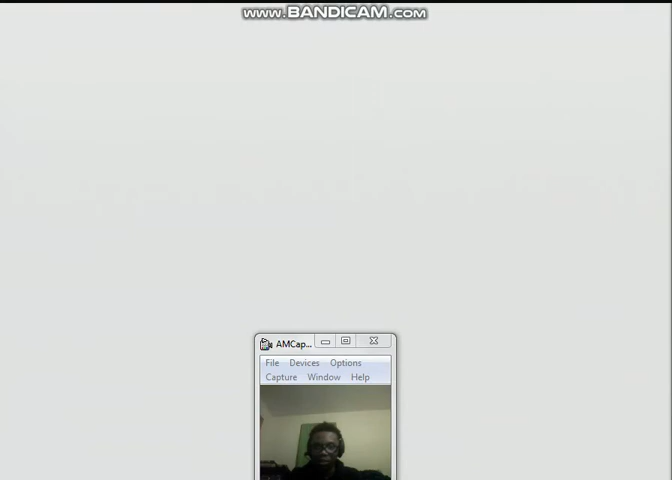 www.BANDICAM.com
AMCap...
File Devices Options
Capture Window Help